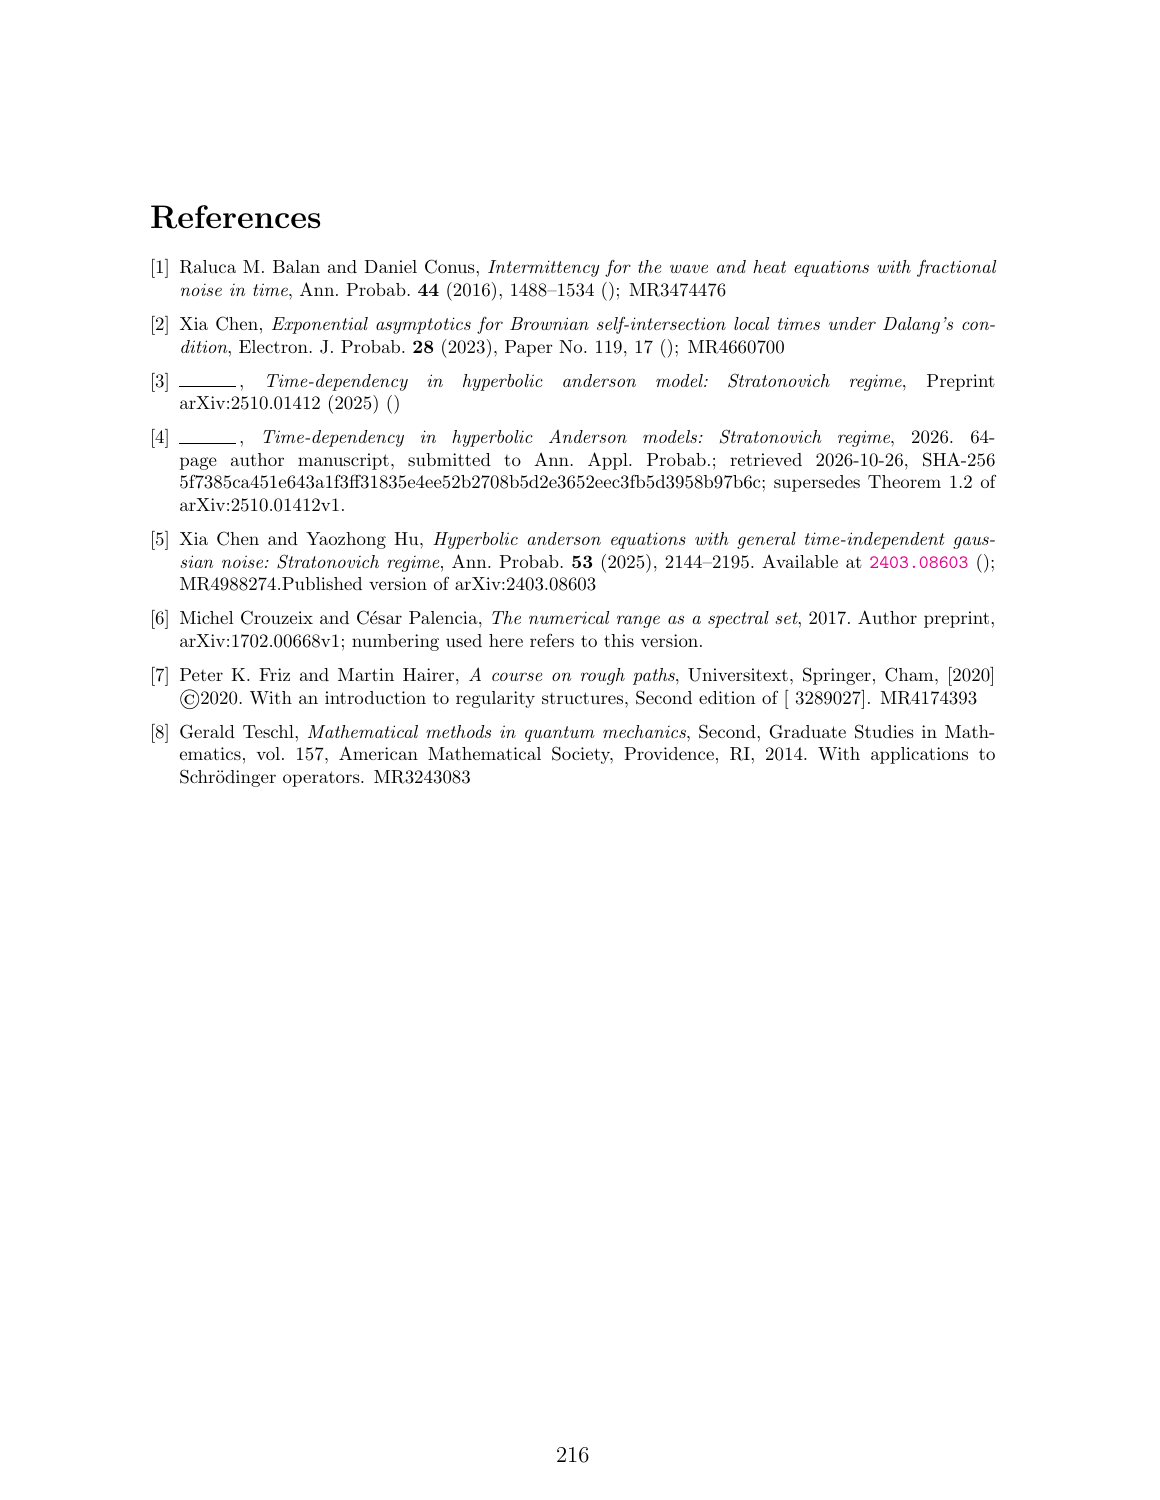 References
[1] Raluca M. Balan and Daniel Conus, Intermittency for the wave and heat equations with fractional
noise in time, Ann. Probab. 44 (2016), 1488–1534 (); MR3474476
[2] Xia Chen, Exponential asymptotics for Brownian self-intersection local times under Dalang's con-
dition, Electron. J. Probab. 28 (2023), Paper No. 119, 17 (); MR4660700
[3] ______, Time-dependency in hyperbolic anderson model: Stratonovich regime, Preprint
arXiv:2510.01412 (2025) ()
[4] ______, Time-dependency in hyperbolic Anderson models: Stratonovich regime, 2026. 64-
page author manuscript, submitted to Ann. Appl. Probab.; retrieved 2026-10-26, SHA-256
5f7385ca451e643a1f3ff31835e4ee52b2708b5d2e3652eec3fb5d3958b97b6c; supersedes Theorem 1.2 of
arXiv:2510.01412v1.
[5] Xia Chen and Yaozhong Hu, Hyperbolic anderson equations with general time-independent gaus-
sian noise: Stratonovich regime, Ann. Probab. 53 (2025), 2144–2195. Available at 2403.08603 ();
MR4988274.Published version of arXiv:2403.08603
[6] Michel Crouzeix and César Palencia, The numerical range as a spectral set, 2017. Author preprint,
arXiv:1702.00668v1; numbering used here refers to this version.
[7] Peter K. Friz and Martin Hairer, A course on rough paths, Universitext, Springer, Cham, [2020]
©2020. With an introduction to regularity structures, Second edition of [ 3289027]. MR4174393
[8] Gerald Teschl, Mathematical methods in quantum mechanics, Second, Graduate Studies in Math-
ematics, vol. 157, American Mathematical Society, Providence, RI, 2014. With applications to
Schrödinger operators. MR3243083
216